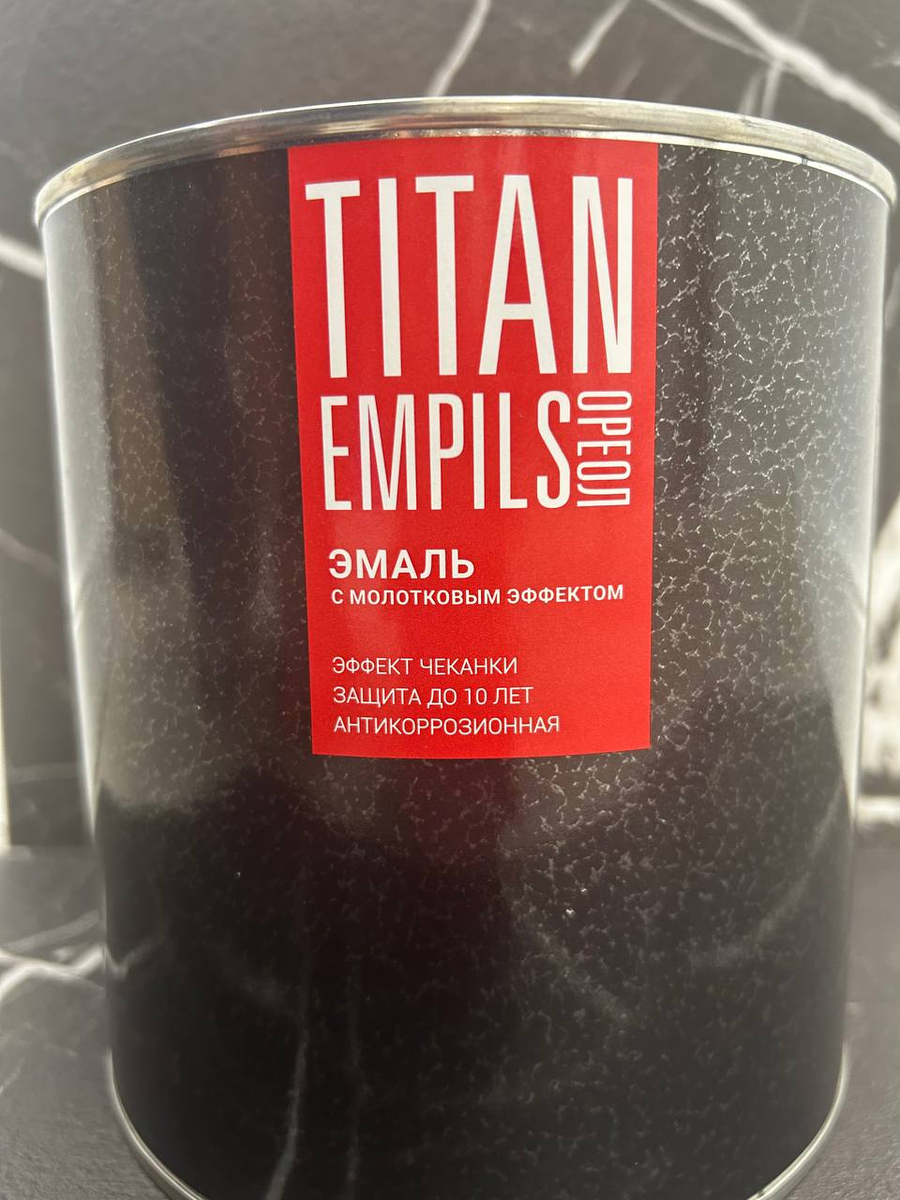 TITAN
EMPILS
ОРЕОЛ
ЭМАЛЬ
С МОЛОТКОВЫМ ЭФФЕКТОМ
ЭФФЕКТ ЧЕКАНКИ
ЗАЩИТА ДО 10 ЛЕТ
АНТИКОРРОЗИОННАЯ